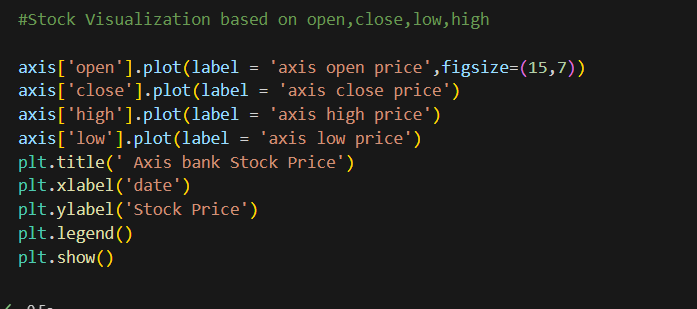 #Stock Visualization based on open,close,low,high
axis['open'].plot(label = 'axis open price',figsize=(15,7))
axis['close'].plot(label = 'axis close price')
axis['high'].plot(label = 'axis high price')
axis['low'].plot(label = 'axis low price')
plt.title(' Axis bank Stock Price')
plt.xlabel('date')
plt.ylabel('Stock Price')
plt.legend()
plt.show()